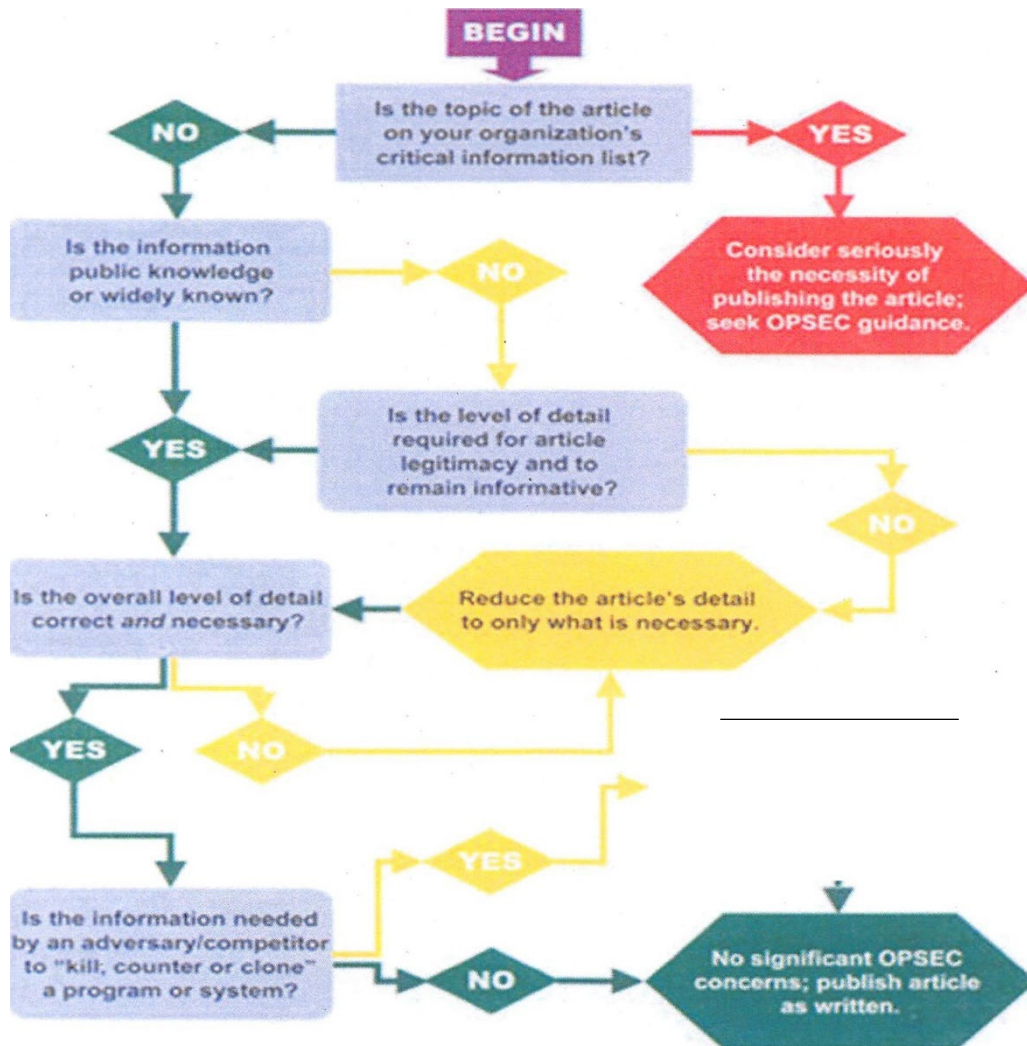 BEGIN
Is the topic of the article
on your organization's
critical information list?
NO
YES
Is the information
public knowledge
or widely known?
NO
Consider seriously
the necessity of
publishing the article;
seek OPSEC guidance.
YES
Is the level of detail
required for article
legitimacy and to
remain informative?
NO
Is the overall level of detail
correct and necessary?
Reduce the article's detail
to only what is necessary.
YES
NO
YES
Is the information needed
by an adversary/competitor
to "kill, counter or clone"
a program or system?
NO
No significant OPSEC
concerns; publish article
as written.